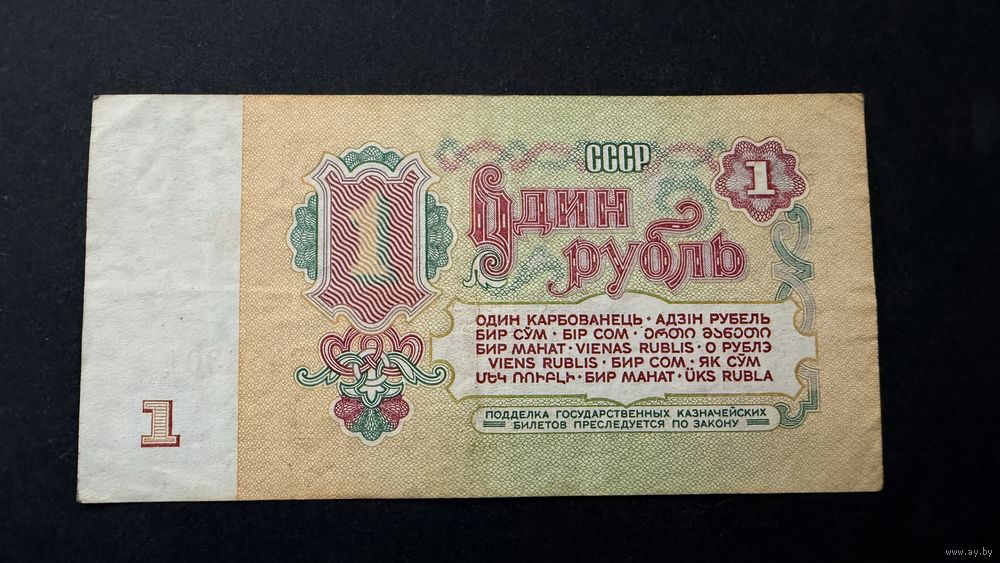 СССР
1
1
Один
рубль
ОДИН КАРБОВАНЕЦЬ · АДЗІН РУБЕЛЬ
БИР СЎМ · БІР СОМ · ᲔᲠᲗᲘ ᲛᲐᲜᲔᲗᲘ
БИР МАНАТ · VIENAS RUBLIS · О РУБЛЭ
VIENS RUBLIS · БИР СОМ · ЯК СЎМ
ՄԵԿ ՌՈՒԲԼԻ · БИР МАНАТ · ÜKS RUBLA
ПОДДЕЛКА ГОСУДАРСТВЕННЫХ КАЗНАЧЕЙСКИХ
БИЛЕТОВ ПРЕСЛЕДУЕТСЯ ПО ЗАКОНУ
1
www.ay.by